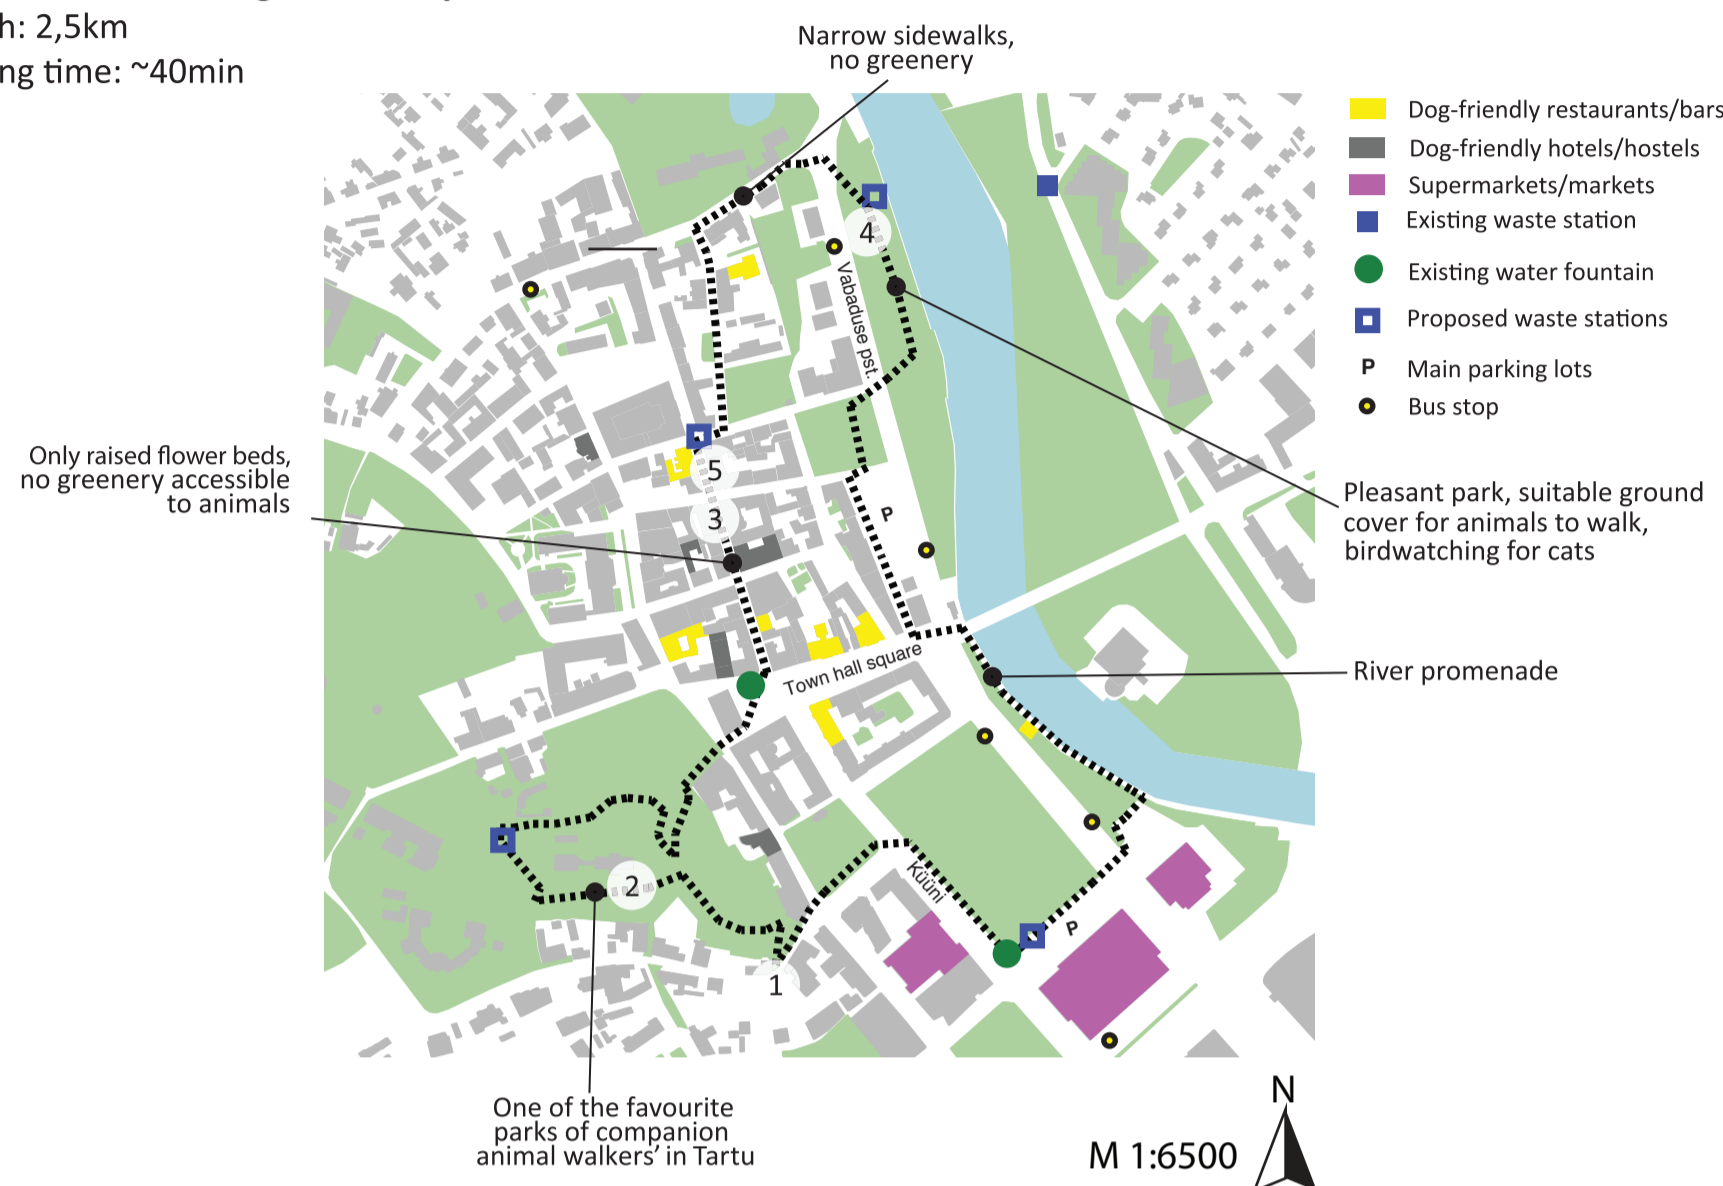 h: 2,5km
ng time: ~40min
Narrow sidewalks,
no greenery
Dog-friendly restaurants/bars
Dog-friendly hotels/hostels
Supermarkets/markets
Existing waste station
Existing water fountain
Proposed waste stations
P Main parking lots
Bus stop
4
Vabaduse pst.
Only raised flower beds,
no greenery accessible
to animals
5
3
P
Pleasant park, suitable ground
cover for animals to walk,
birdwatching for cats
Town hall square
River promenade
Küüni
2
P
1
One of the favourite
parks of companion
animal walkers' in Tartu
N
M 1:6500